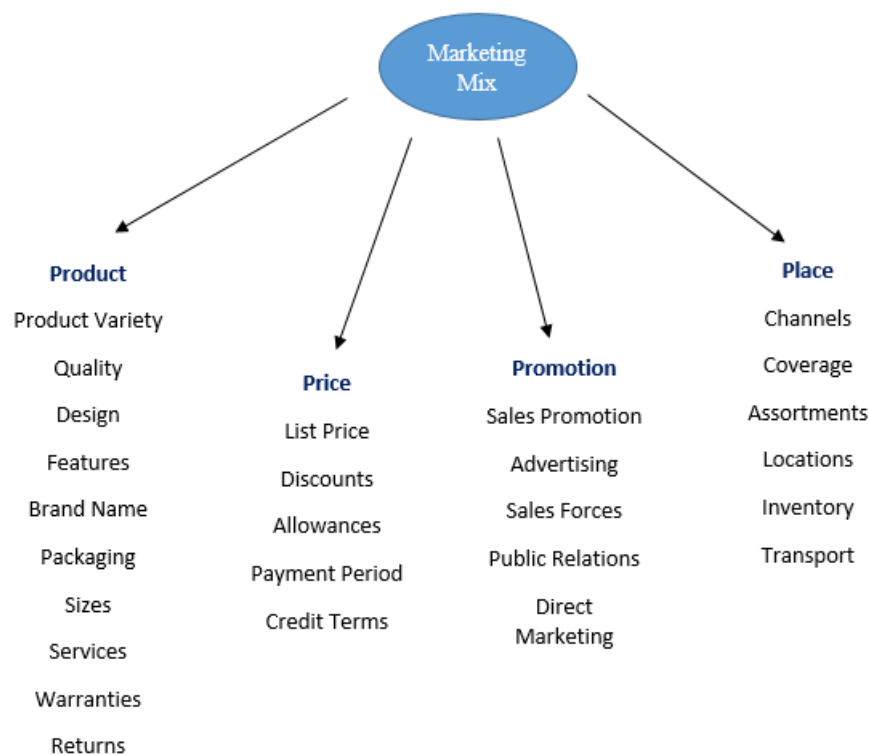 Marketing
Mix
Product
Product Variety
Quality
Design
Features
Brand Name
Packaging
Sizes
Services
Warranties
Returns
Price
List Price
Discounts
Allowances
Payment Period
Credit Terms
Promotion
Sales Promotion
Advertising
Sales Forces
Public Relations
Direct
Marketing
Place
Channels
Coverage
Assortments
Locations
Inventory
Transport